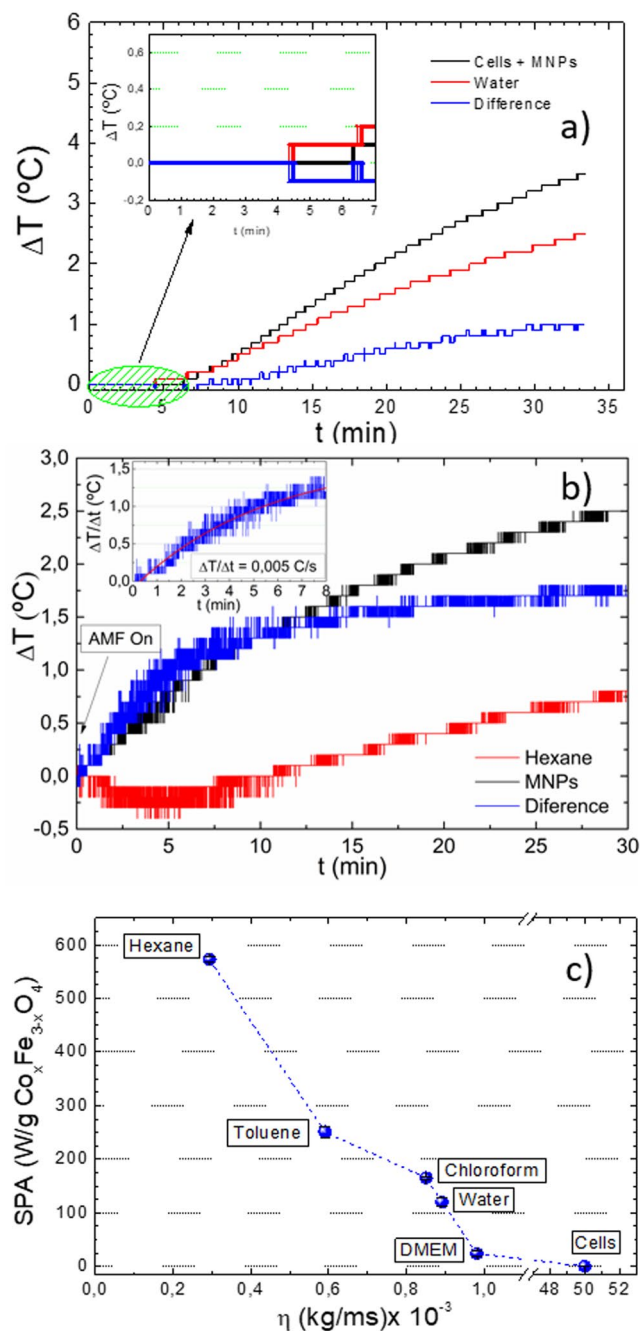 6
5
4
3
2
1
0
ΔT (ºC)
0,6
0,4
0,2
0,0
-0,2
ΔT (ºC)
0 1 2 3 4 5 6 7
t (min)
Cells + MNPs
Water
Difference
a)
0 5 10 15 20 25 30 35
t (min)
3,0
2,5
2,0
1,5
1,0
0,5
0,0
-0,5
ΔT (ºC)
1,5
1,25
1,0
0,75
0,5
0,25
0,0
ΔT/Δt (ºC)
ΔT/Δt = 0,005 C/s
0 1 2 3 4 5 6 7 8
t (min)
b)
AMF On
Hexane
MNPs
Diference
0 5 10 15 20 25 30
t (min)
600
500
400
300
200
100
0
SPA (W/g CoₓFe₃₋ₓO₄)
c)
Hexane
Toluene
Chloroform
Water
DMEM
Cells
0,0 0,2 0,4 0,6 0,8 1,0 48 50 52
η (kg/ms)x 10⁻³